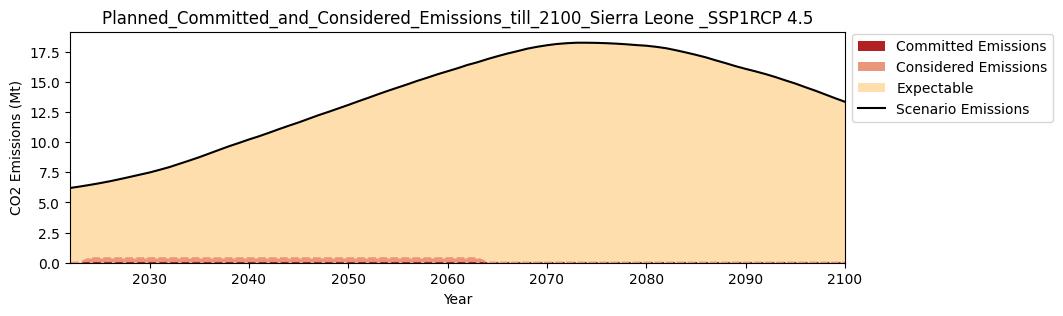 Planned_Committed_and_Considered_Emissions_till_2100_Sierra Leone _SSP1RCP 4.5
Committed Emissions
Considered Emissions
Expectable
Scenario Emissions
CO2 Emissions (Mt)
17.5
15.0
12.5
10.0
7.5
5.0
2.5
0.0
2030 2040 2050 2060 2070 2080 2090 2100
Year